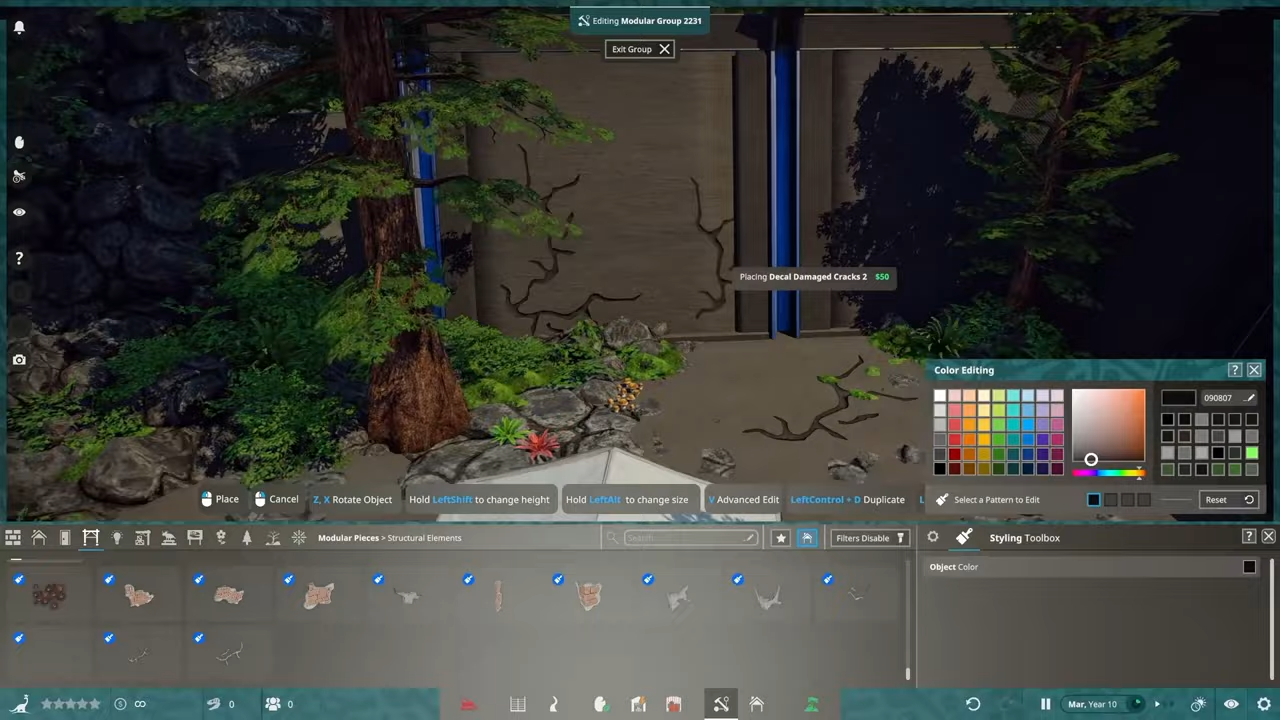 Editing Modular Group 2231
Exit Group
Placing Decal Damaged Cracks 2 $50
Color Editing
?
090807
Place
Cancel
Z, X Rotate Object
Hold LeftShift to change height
Hold LeftAlt to change size
V Advanced Edit
LeftControl + D Duplicate
L
Select a Pattern to Edit
Reset
Modular Pieces > Structural Elements
Search
Filters Disable
Styling Toolbox
?
Object Color
∞
0
0
Mar, Year 10
?